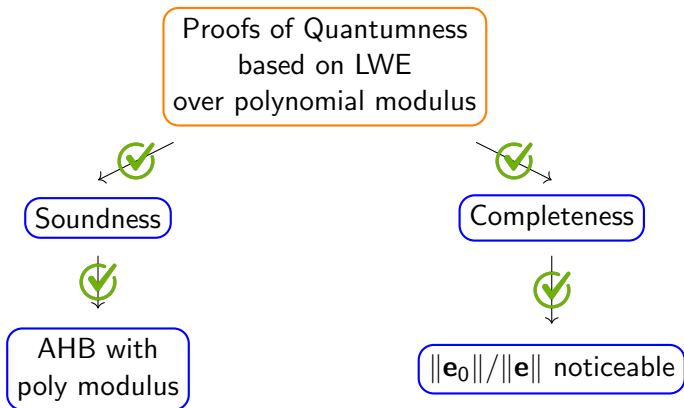 Proofs of Quantumness
based on LWE
over polynomial modulus
Soundness
Completeness
AHB with
poly modulus
‖𝐞₀‖/‖𝐞‖ noticeable